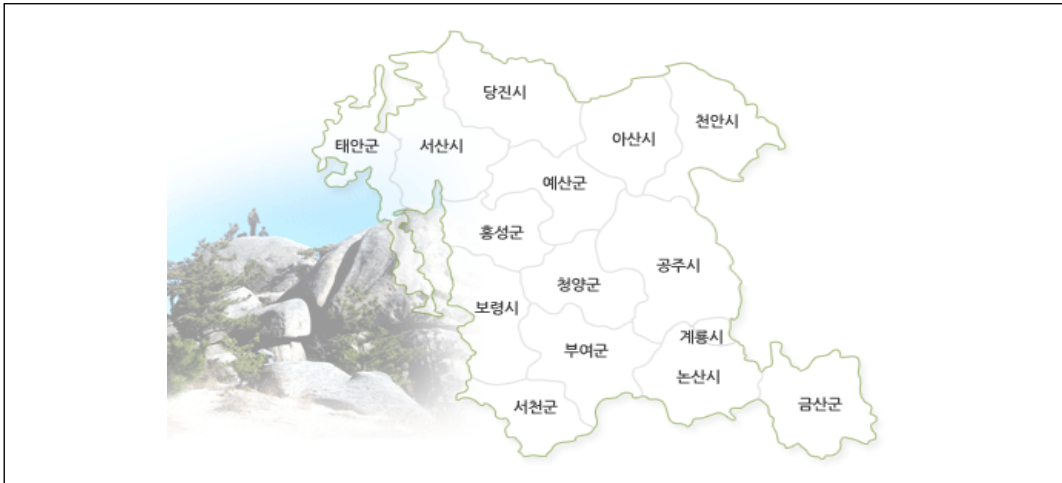 당진시
천안시
아산시
태안군
서산시
예산군
홍성군
공주시
청양군
보령시
계룡시
부여군
논산시
서천군
금산군